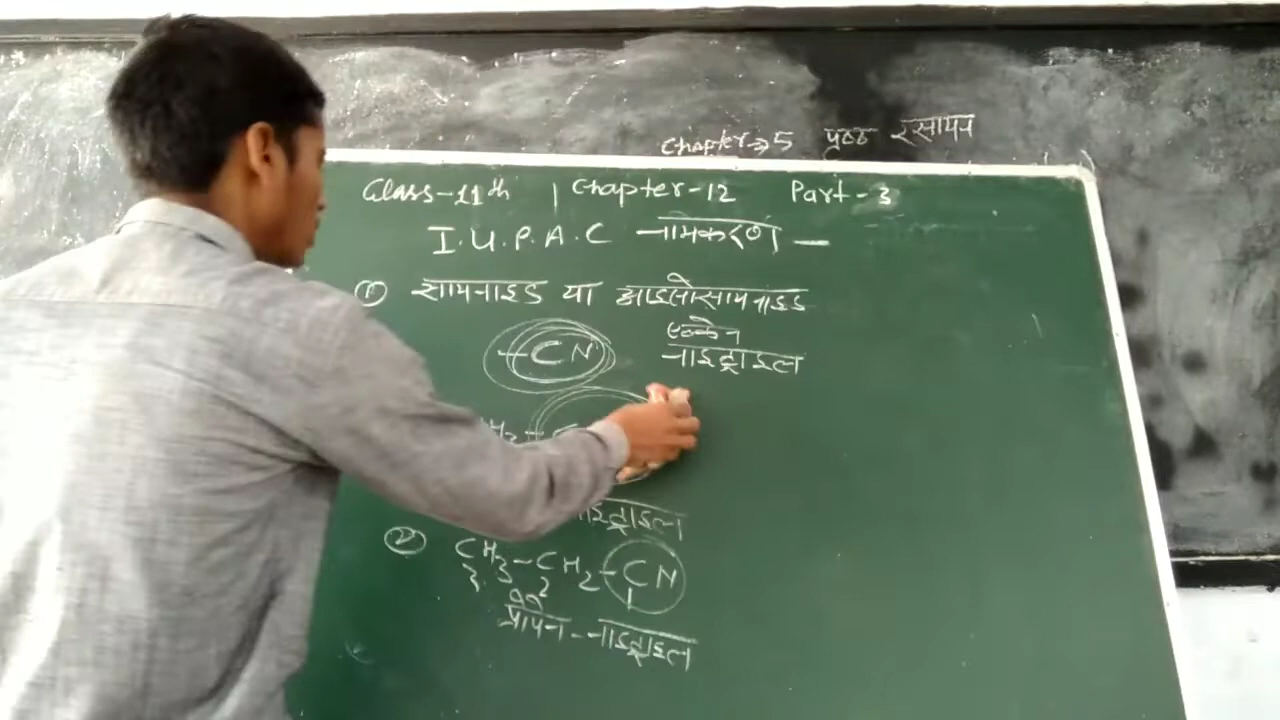 Chapter→5 पृष्ठ रसायन
Class-11th | Chapter-12 Part-3
I.U.P.A.C नामकरण —
① सायनाइड या आइसोसायनाइड
-CN एल्केन
नाइट्राइल
H3-C
नाइट्राइल
② CH3-CH2-CN
3 2 1
प्रोपेन-नाइट्राइल